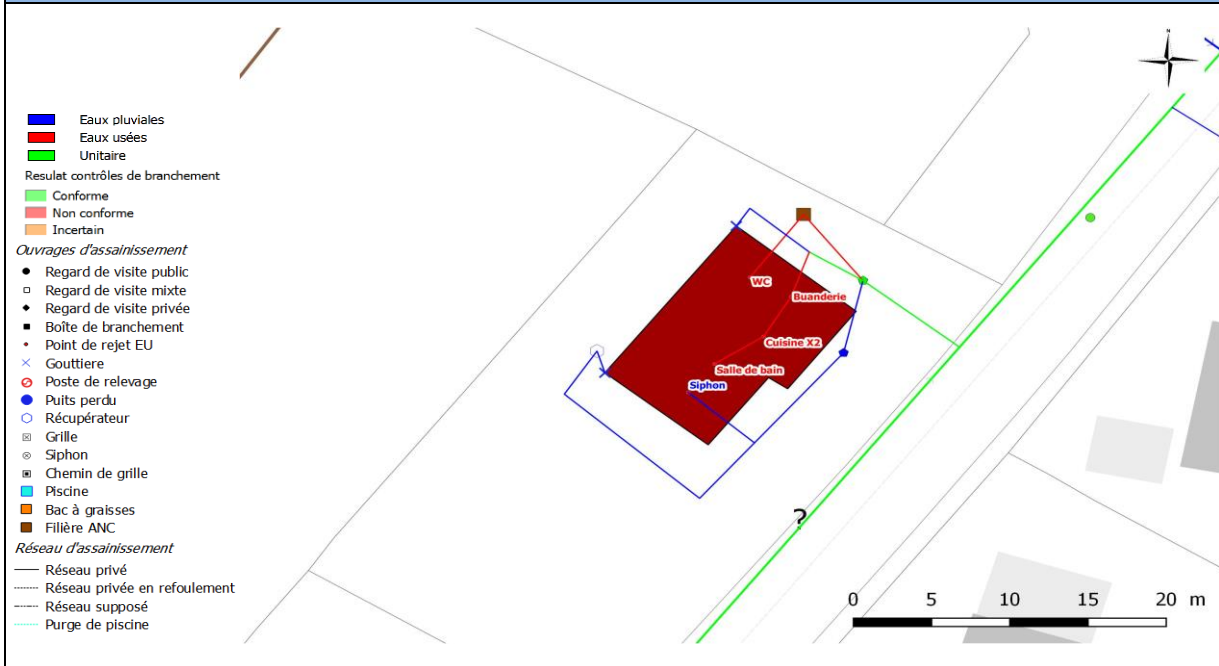 N
Eaux pluviales
Eaux usées
Unitaire
Resulat contrôles de branchement
Conforme
Non conforme
Incertain
Ouvrages d'assainissement
Regard de visite public
Regard de visite mixte
Regard de visite privée
Boîte de branchement
Point de rejet EU
Gouttiere
Poste de relevage
Puits perdu
Récupérateur
Grille
Siphon
Chemin de grille
Piscine
Bac à graisses
Filière ANC
Réseau d'assainissement
Réseau privé
Réseau privée en refoulement
Réseau supposé
Purge de piscine
WC
Buanderie
Cuisine X2
Salle de bain
Siphon
?
0 5 10 15 20 m